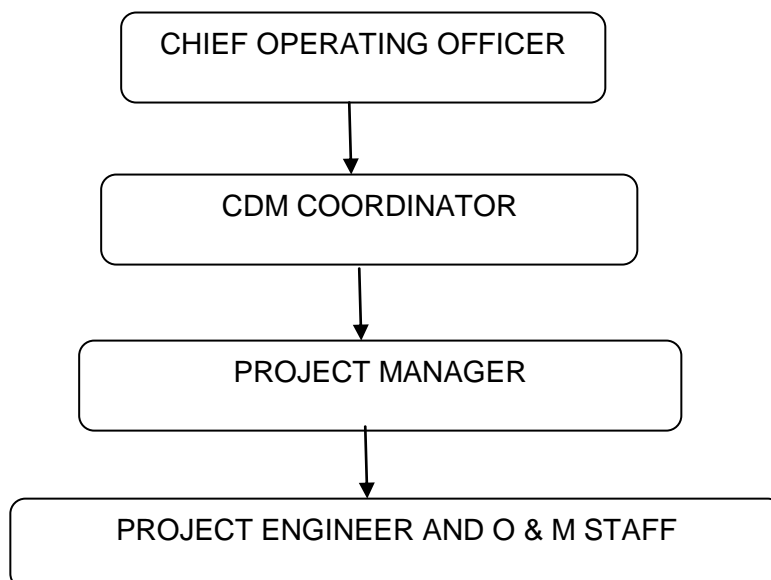 CHIEF OPERATING OFFICER
CDM COORDINATOR
PROJECT MANAGER
PROJECT ENGINEER AND O & M STAFF